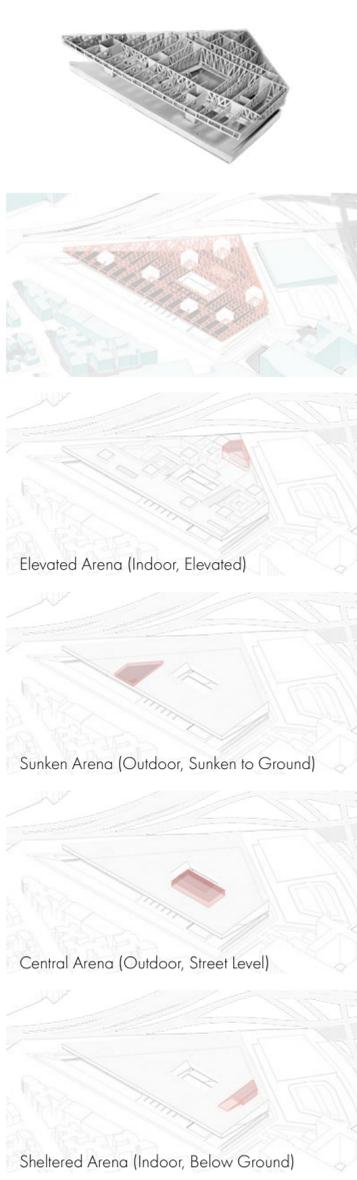 Elevated Arena (Indoor, Elevated)
Sunken Arena (Outdoor, Sunken to Ground)
Central Arena (Outdoor, Street Level)
Sheltered Arena (Indoor, Below Ground)